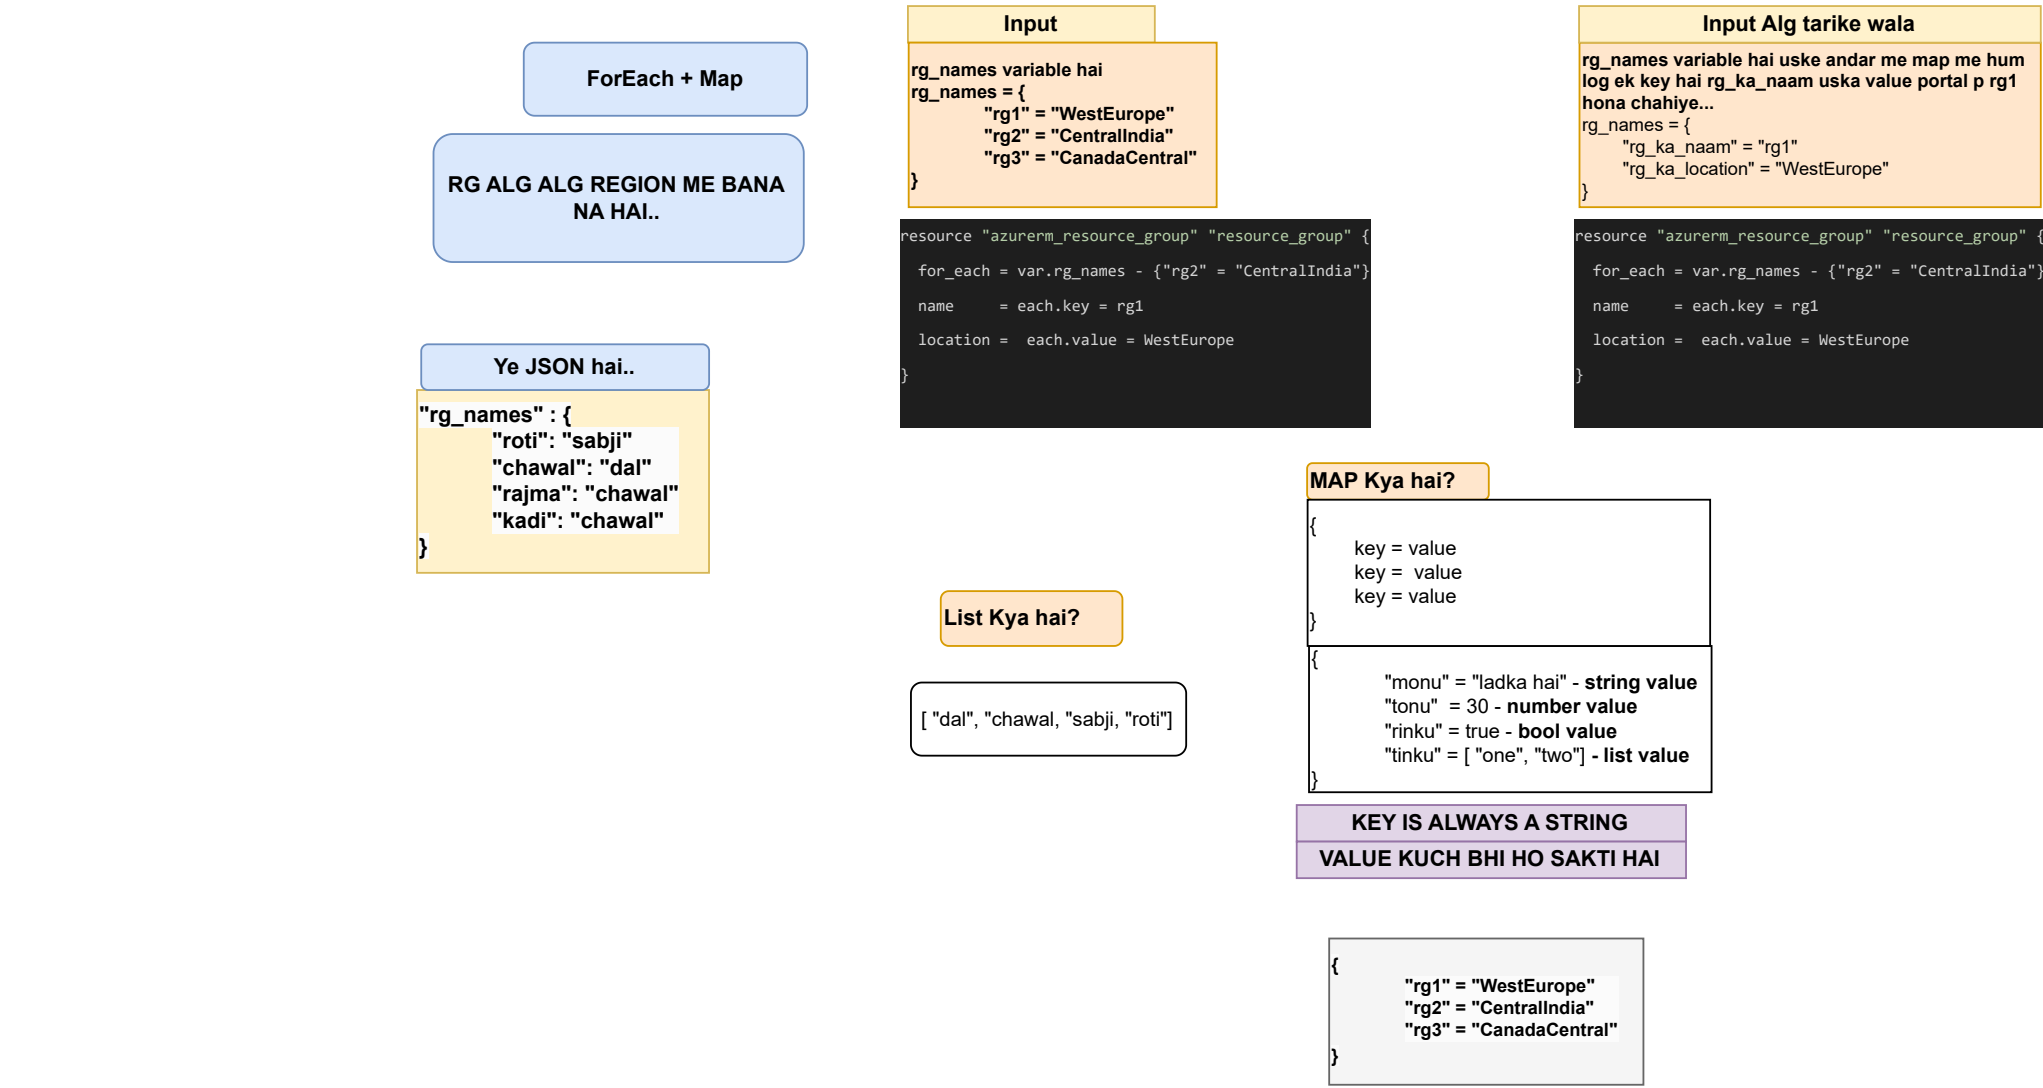 ForEach + Map
RG ALG ALG REGION ME BANA
NA HAI..
Ye JSON hai..
"rg_names" : {
"roti": "sabji"
"chawal": "dal"
"rajma": "chawal"
"kadi": "chawal"
}
Input
rg_names variable hai
rg_names = {
"rg1" = "WestEurope"
"rg2" = "CentralIndia"
"rg3" = "CanadaCentral"
}
resource "azurerm_resource_group" "resource_group" {
for_each = var.rg_names - {"rg2" = "CentralIndia"}
name     = each.key = rg1
location =  each.value = WestEurope
}
Input Alg tarike wala
rg_names variable hai uske andar me map me hum
log ek key hai rg_ka_naam uska value portal p rg1
hona chahiye...
rg_names = {
"rg_ka_naam" = "rg1"
"rg_ka_location" = "WestEurope"
}
resource "azurerm_resource_group" "resource_group" {
for_each = var.rg_names - {"rg2" = "CentralIndia"}
name     = each.key = rg1
location =  each.value = WestEurope
}
List Kya hai?
[ "dal", "chawal, "sabji, "roti"]
MAP Kya hai?
{
key = value
key =  value
key = value
}
{
"monu" = "ladka hai" - string value
"tonu"  = 30 - number value
"rinku" = true - bool value
"tinku" = [ "one", "two"] - list value
}
KEY IS ALWAYS A STRING
VALUE KUCH BHI HO SAKTI HAI
{
"rg1" = "WestEurope"
"rg2" = "CentralIndia"
"rg3" = "CanadaCentral"
}